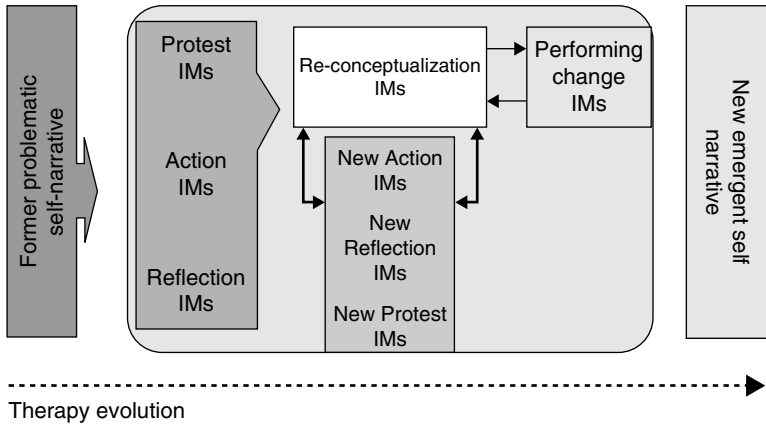 Former problematic
self-narrative
Protest
IMs
Action
IMs
Reflection
IMs
Re-conceptualization
IMs
Performing
change
IMs
New Action
IMs
New
Reflection
IMs
New Protest
IMs
New emergent self
narrative
Therapy evolution